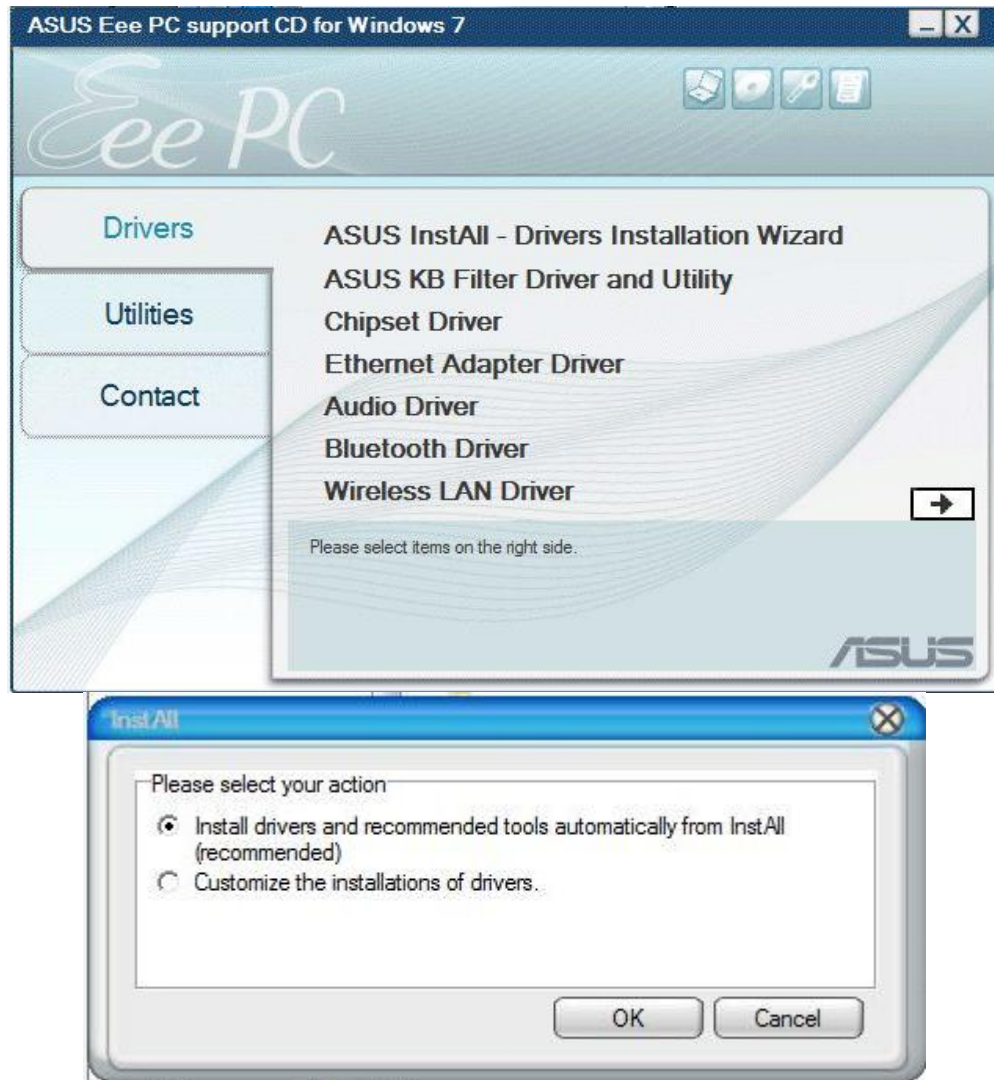 ASUS Eee PC support CD for Windows 7
Eee PC
Drivers
Utilities
Contact
ASUS InstAll - Drivers Installation Wizard
ASUS KB Filter Driver and Utility
Chipset Driver
Ethernet Adapter Driver
Audio Driver
Bluetooth Driver
Wireless LAN Driver
Please select items on the right side.
ASUS
InstAll
Please select your action
Install drivers and recommended tools automatically from InstAll
(recommended)
Customize the installations of drivers.
OK
Cancel